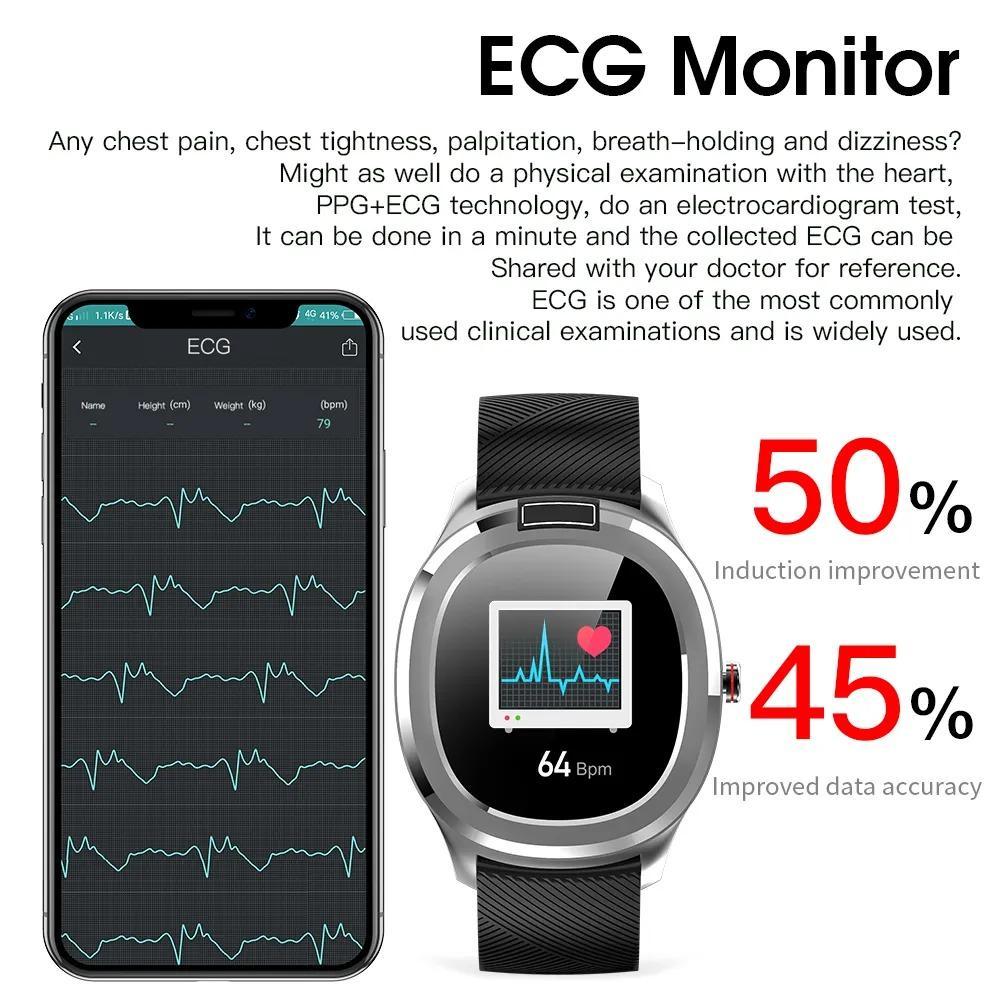 ECG Monitor
Any chest pain, chest tightness, palpitation, breath-holding and dizziness?
Might as well do a physical examination with the heart,
PPG+ECG technology, do an electrocardiogram test,
It can be done in a minute and the collected ECG can be
Shared with your doctor for reference.
ECG is one of the most commonly
used clinical examinations and is widely used.
1.1K/s
4G 41%
ECG
Name Height (cm) Weight (kg) (bpm)
-- -- -- 79
50%
Induction improvement
45%
Improved data accuracy
64 Bpm